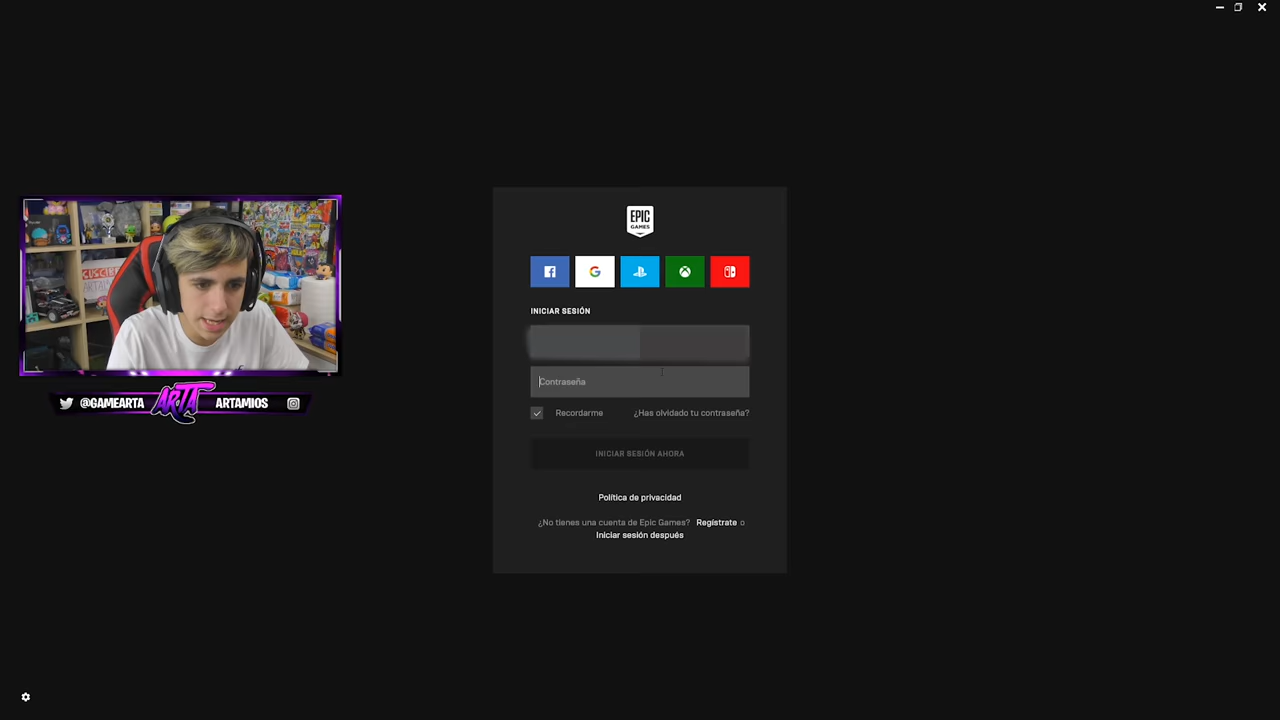 EPIC
GAMES
INICIAR SESIÓN
Contraseña
Recordarme
¿Has olvidado tu contraseña?
INICIAR SESIÓN AHORA
Política de privacidad
¿No tienes una cuenta de Epic Games? Regístrate o
Iniciar sesión después
@GAMEARTA
ARTA
ARTAMIOS